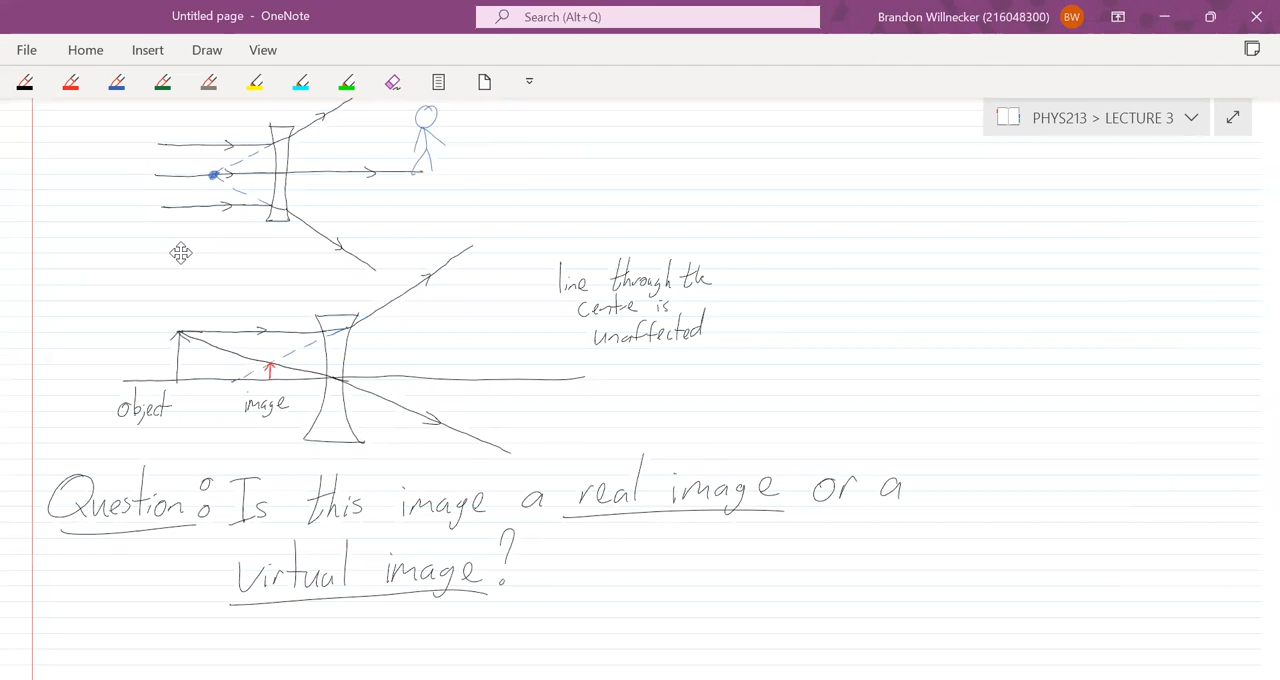 Untitled page - OneNote
Search (Alt+Q)
Brandon Willnecker (216048300)
BW
File Home Insert Draw View
PHYS213 > LECTURE 3
line through the
centre is
unaffected
object
image
Question: Is this image a real image or a
virtual image?